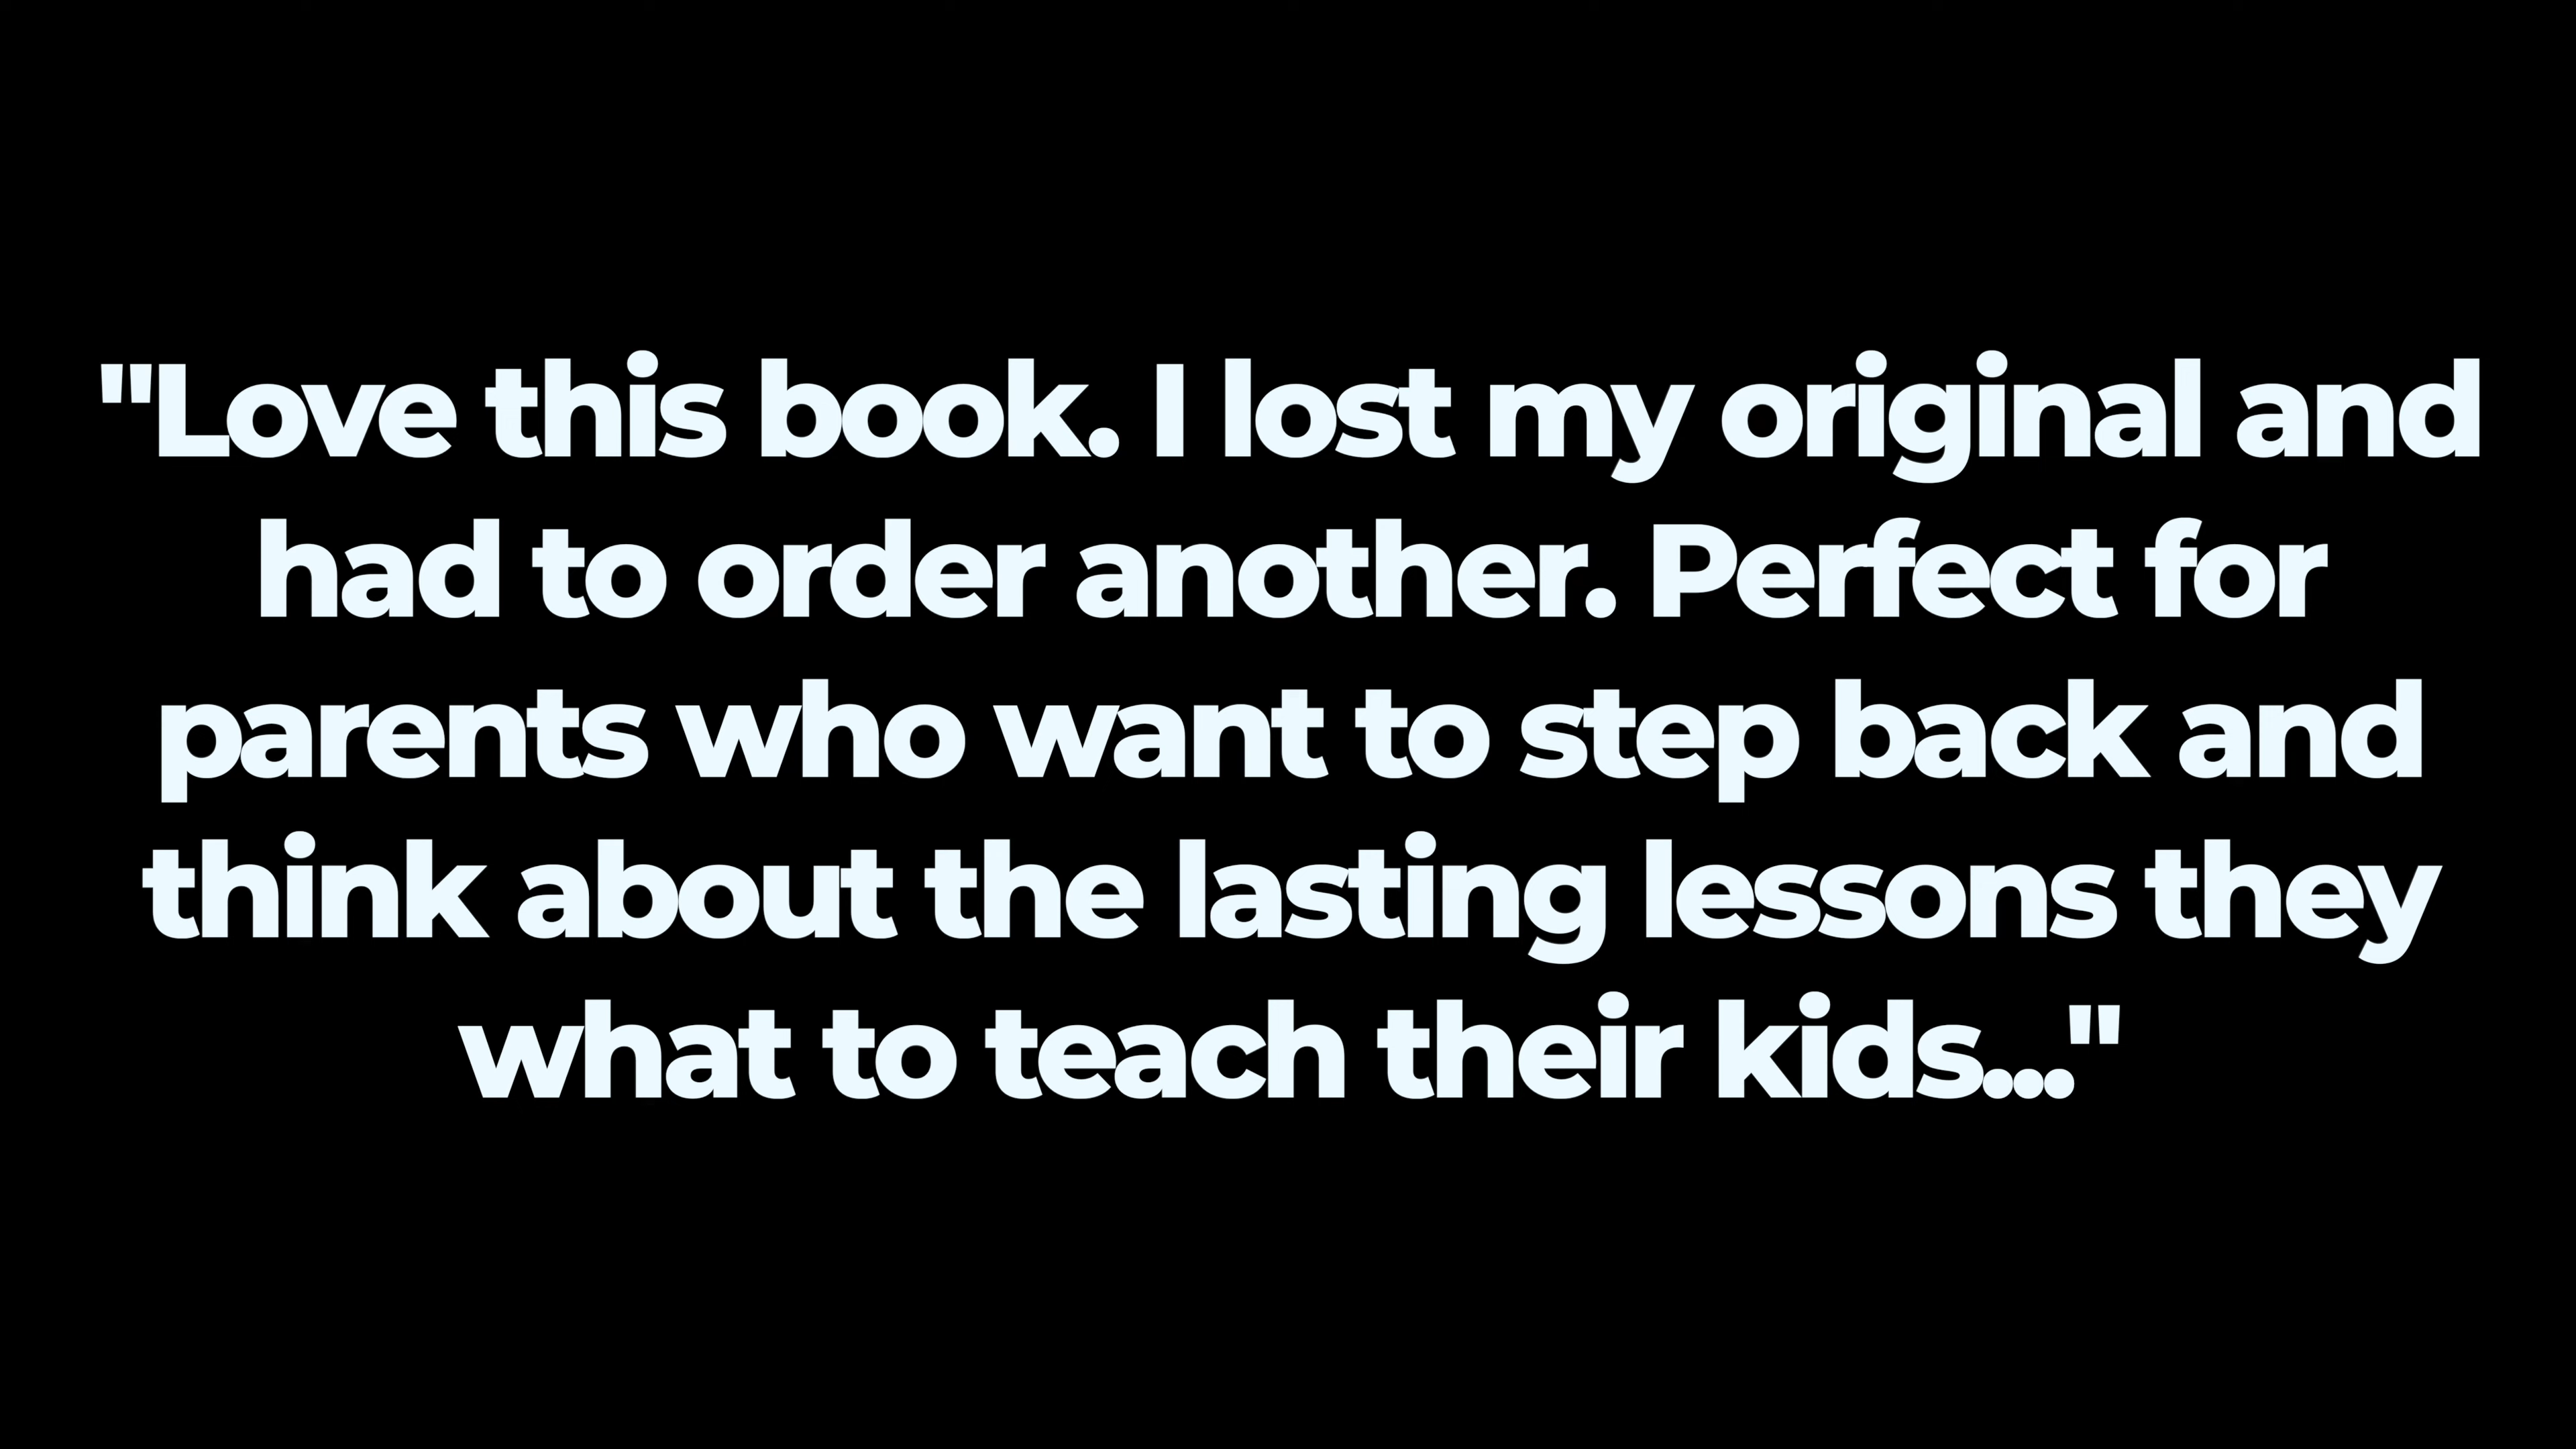 "Love this book. I lost my original and
had to order another. Perfect for
parents who want to step back and
think about the lasting lessons they
what to teach their kids..."